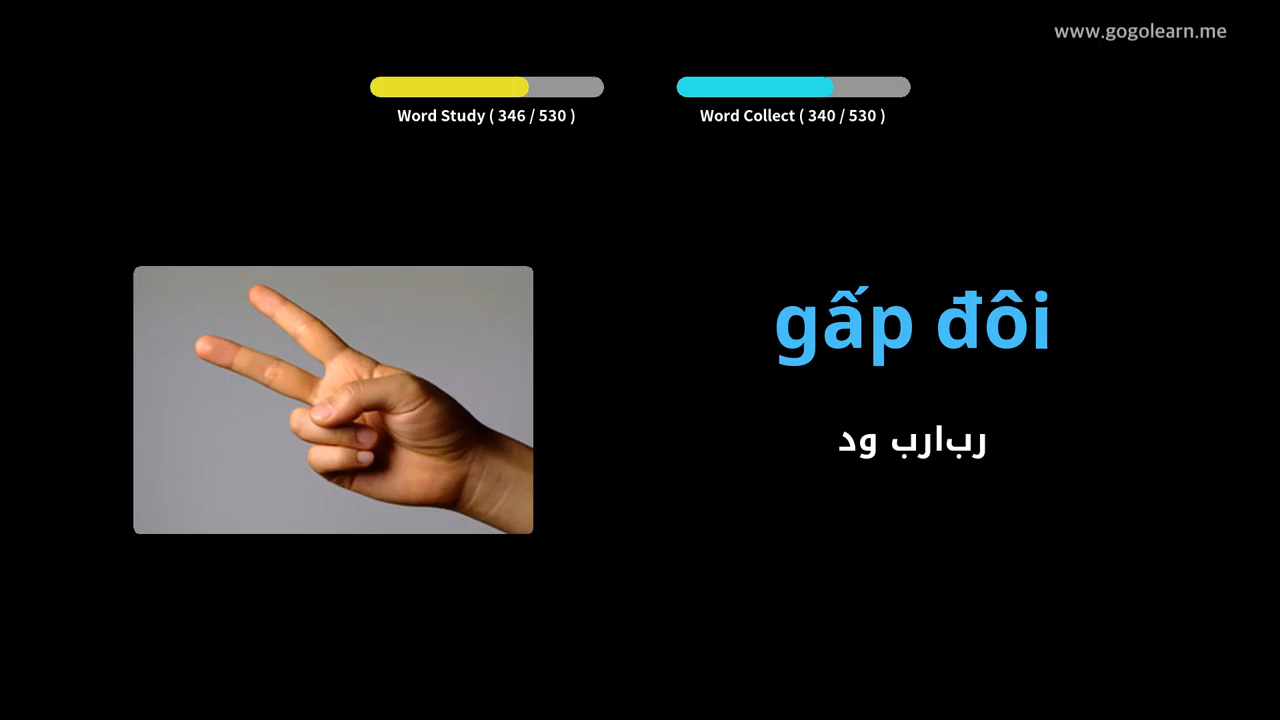 www.gogolearn.me
Word Study ( 346 / 530 )
Word Collect ( 340 / 530 )
gấp đôi
ربارب ود